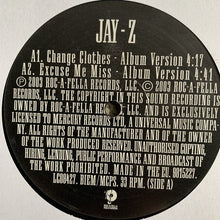 JAY-Z
A1. Change Clothes - Album Version 4:17
A2. Excuse Me Miss - Album Version 4:41
℗ 2003 ROC-A-FELLA RECORDS, LLC. © 2003 ROC-A-FELLA
RECORDS, LLC. THE COPYRIGHT IN THIS SOUND RECORDING IS
OWNED BY ROC-A-FELLA RECORDS, LLC AND IS EXCLUSIVELY
LICENSED TO MERCURY RECORDS LTD. A UNIVERSAL MUSIC COM
NY. ALL RIGHTS OF THE MANUFACTURER AND OF THE
OF THE WORK REPRODUCED RESERVED, UNAUTHORISED COPYING,
HIRING, LENDING, PUBLIC PERFORMANCE AND BROADCAST OF
THE WORK PROHIBITED. MADE IN THE EU. 9815227.
LC00427. BIEM/MCPS. 33 RPM. (SIDE A)